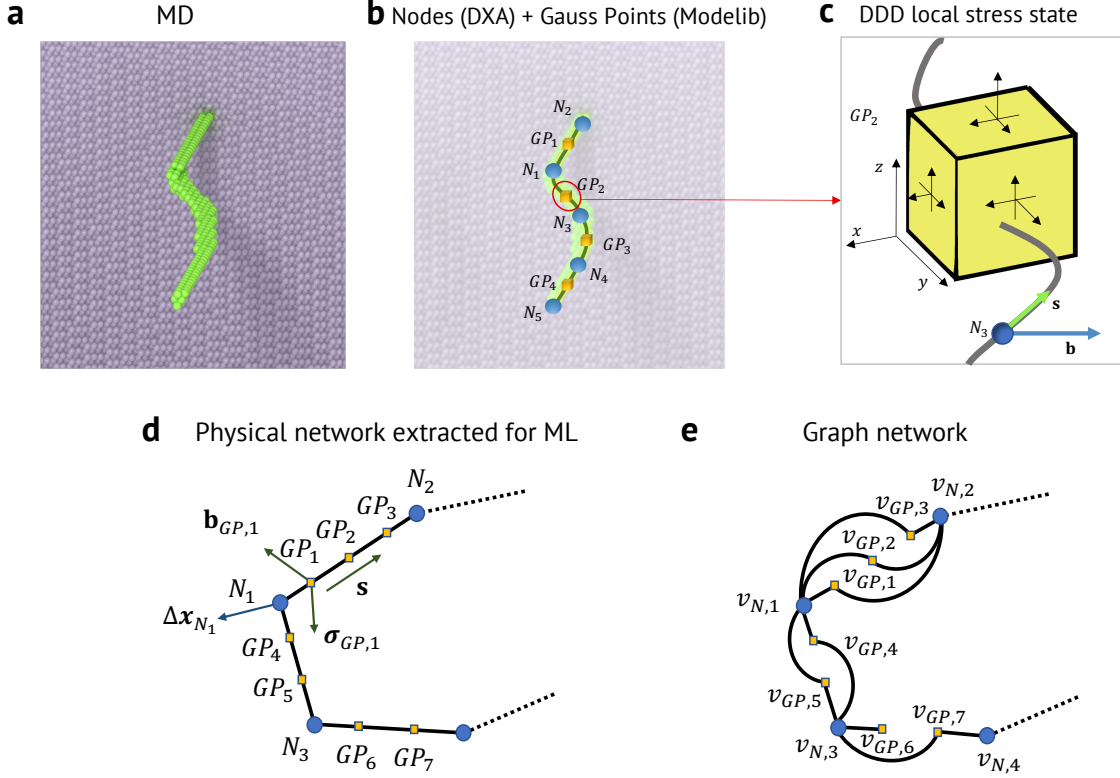 a MD
b Nodes (DXA) + Gauss Points (Modelib)
c DDD local stress state
N₂
GP₁
N₁
GP₂
N₃
GP₃
N₄
GP₄
N₅
GP₂
z
x
y
s
N₃
b
d Physical network extracted for ML
N₂
GP₃
b_GP,1
GP₂
GP₁
s
N₁
Δx_N₁
σ_GP,1
GP₄
GP₅
N₃
GP₆
GP₇
e Graph network
v_N,2
v_GP,3
v_GP,2
v_GP,1
v_N,1
v_GP,4
v_GP,5
v_GP,7
v_N,3
v_GP,6
v_N,4